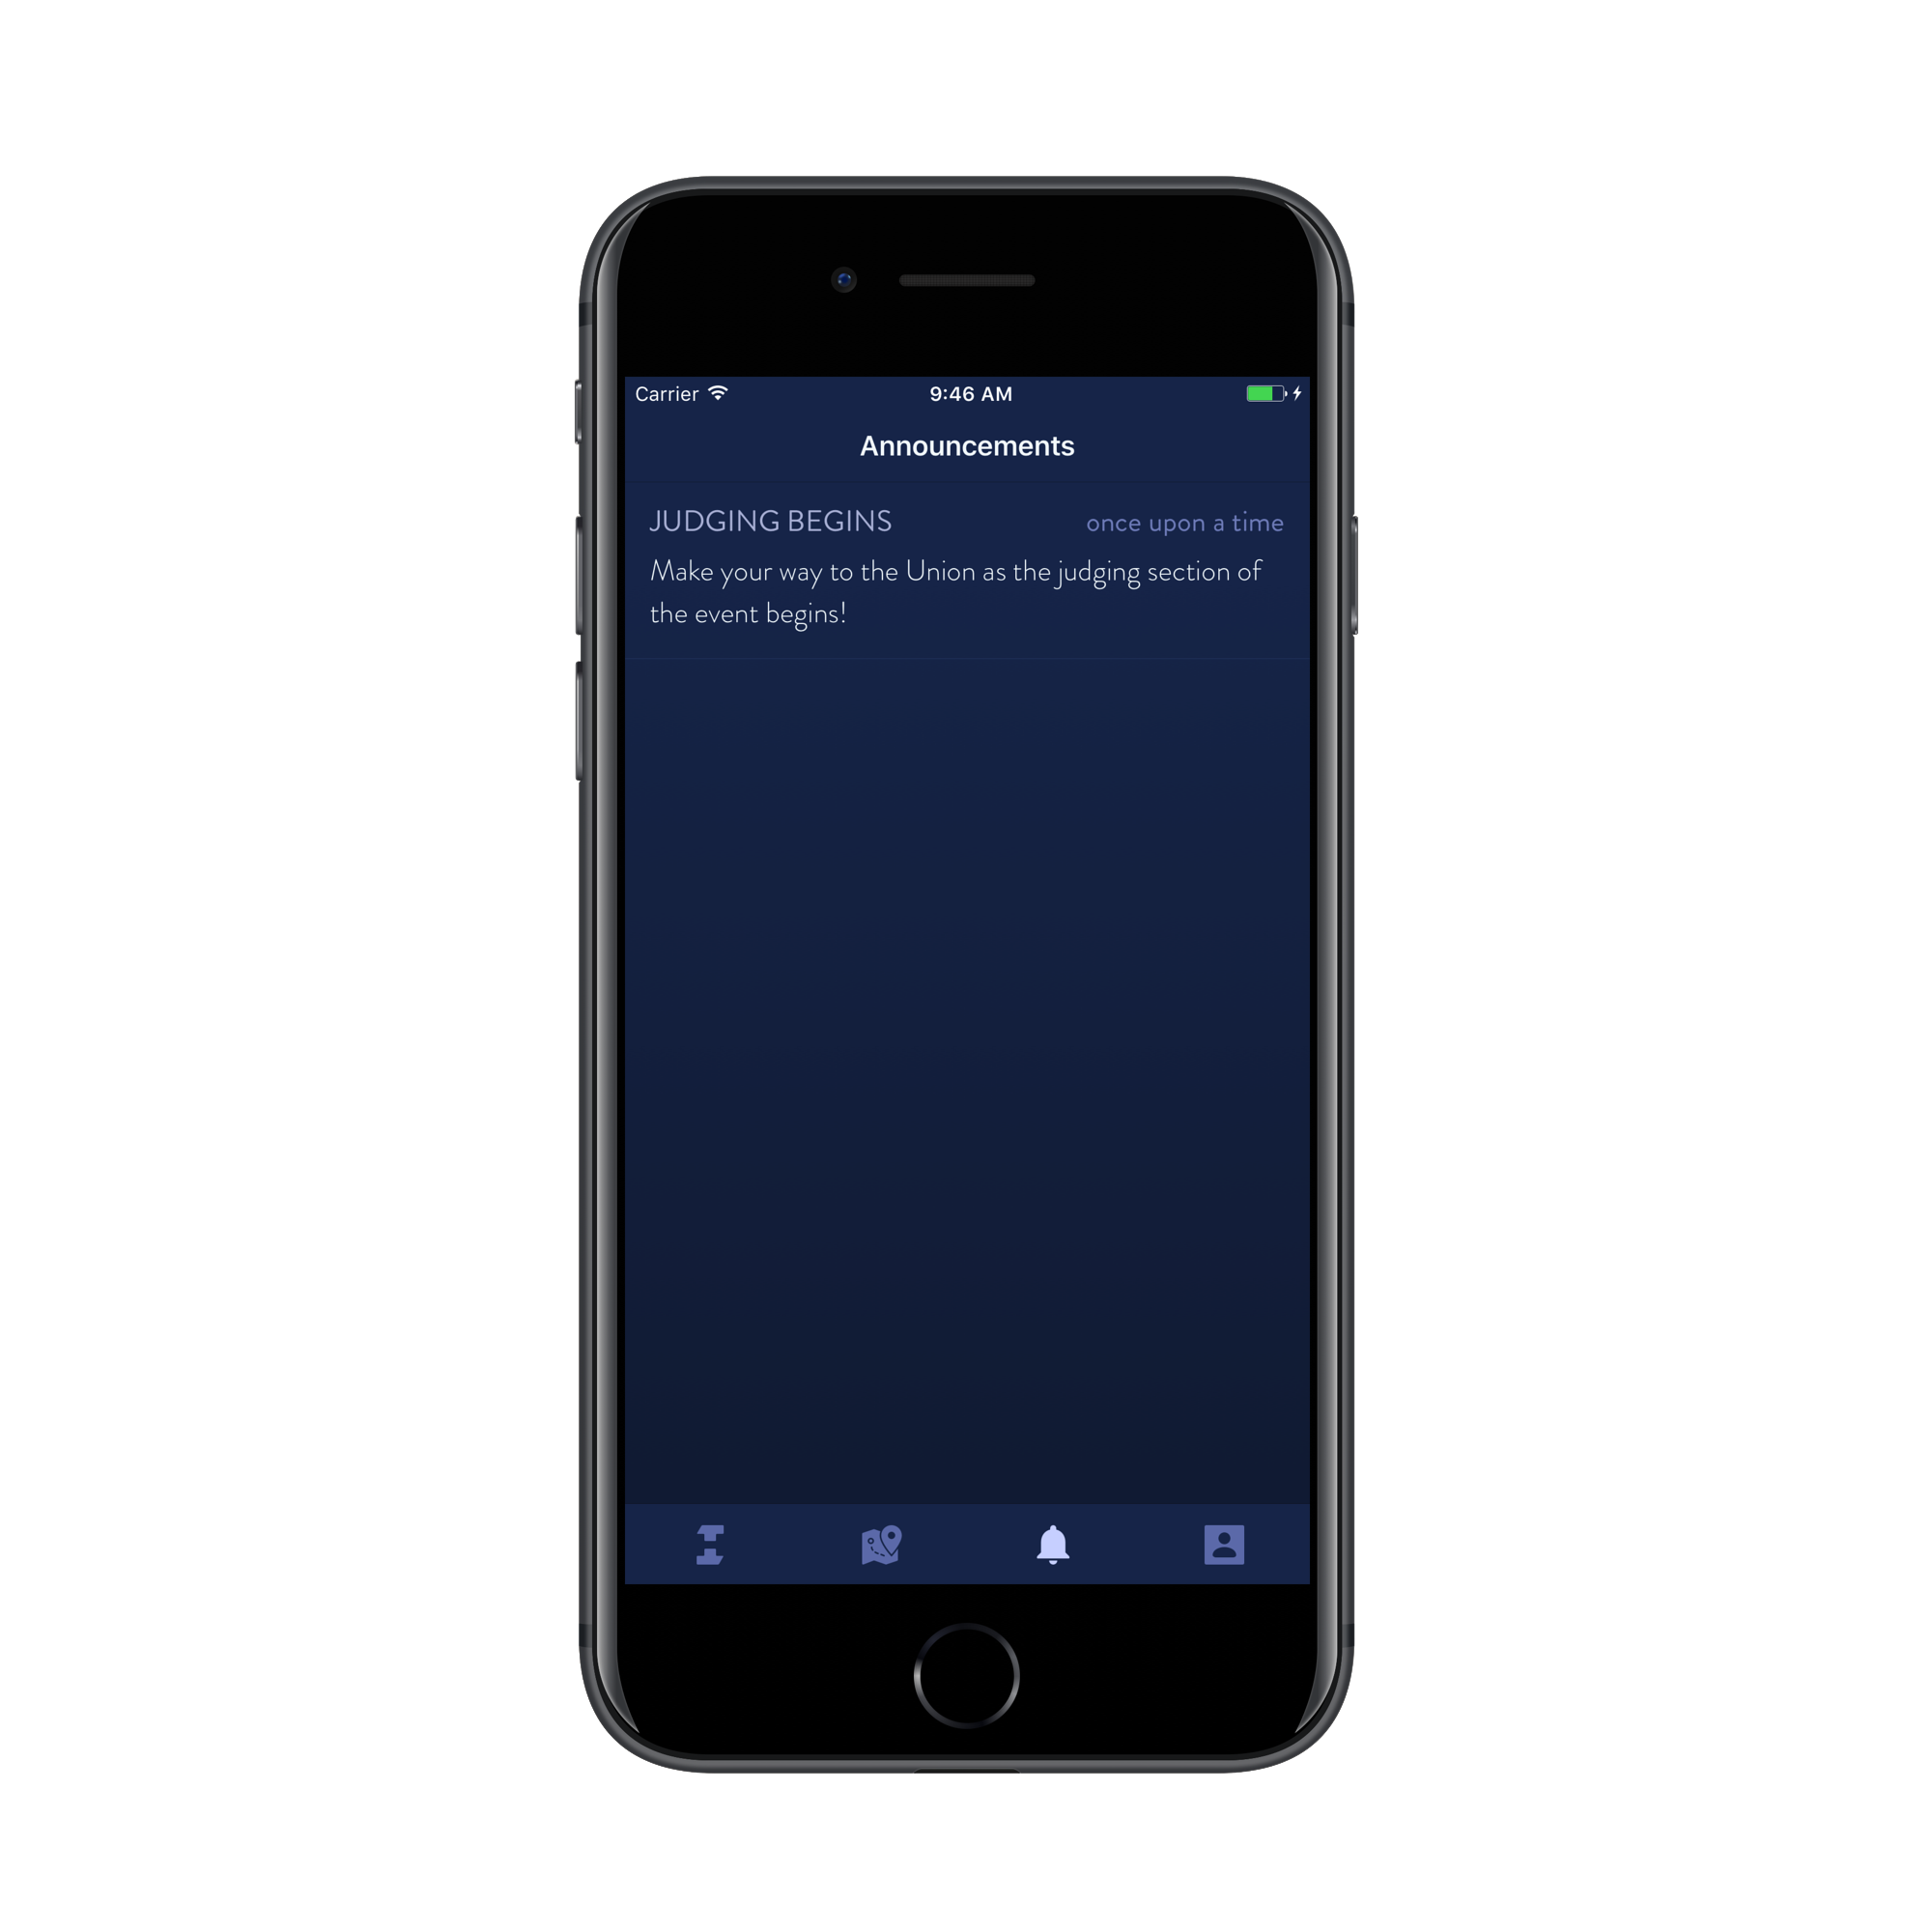 Carrier 9:46 AM
Announcements
JUDGING BEGINS once upon a time
Make your way to the Union as the judging section of
the event begins!